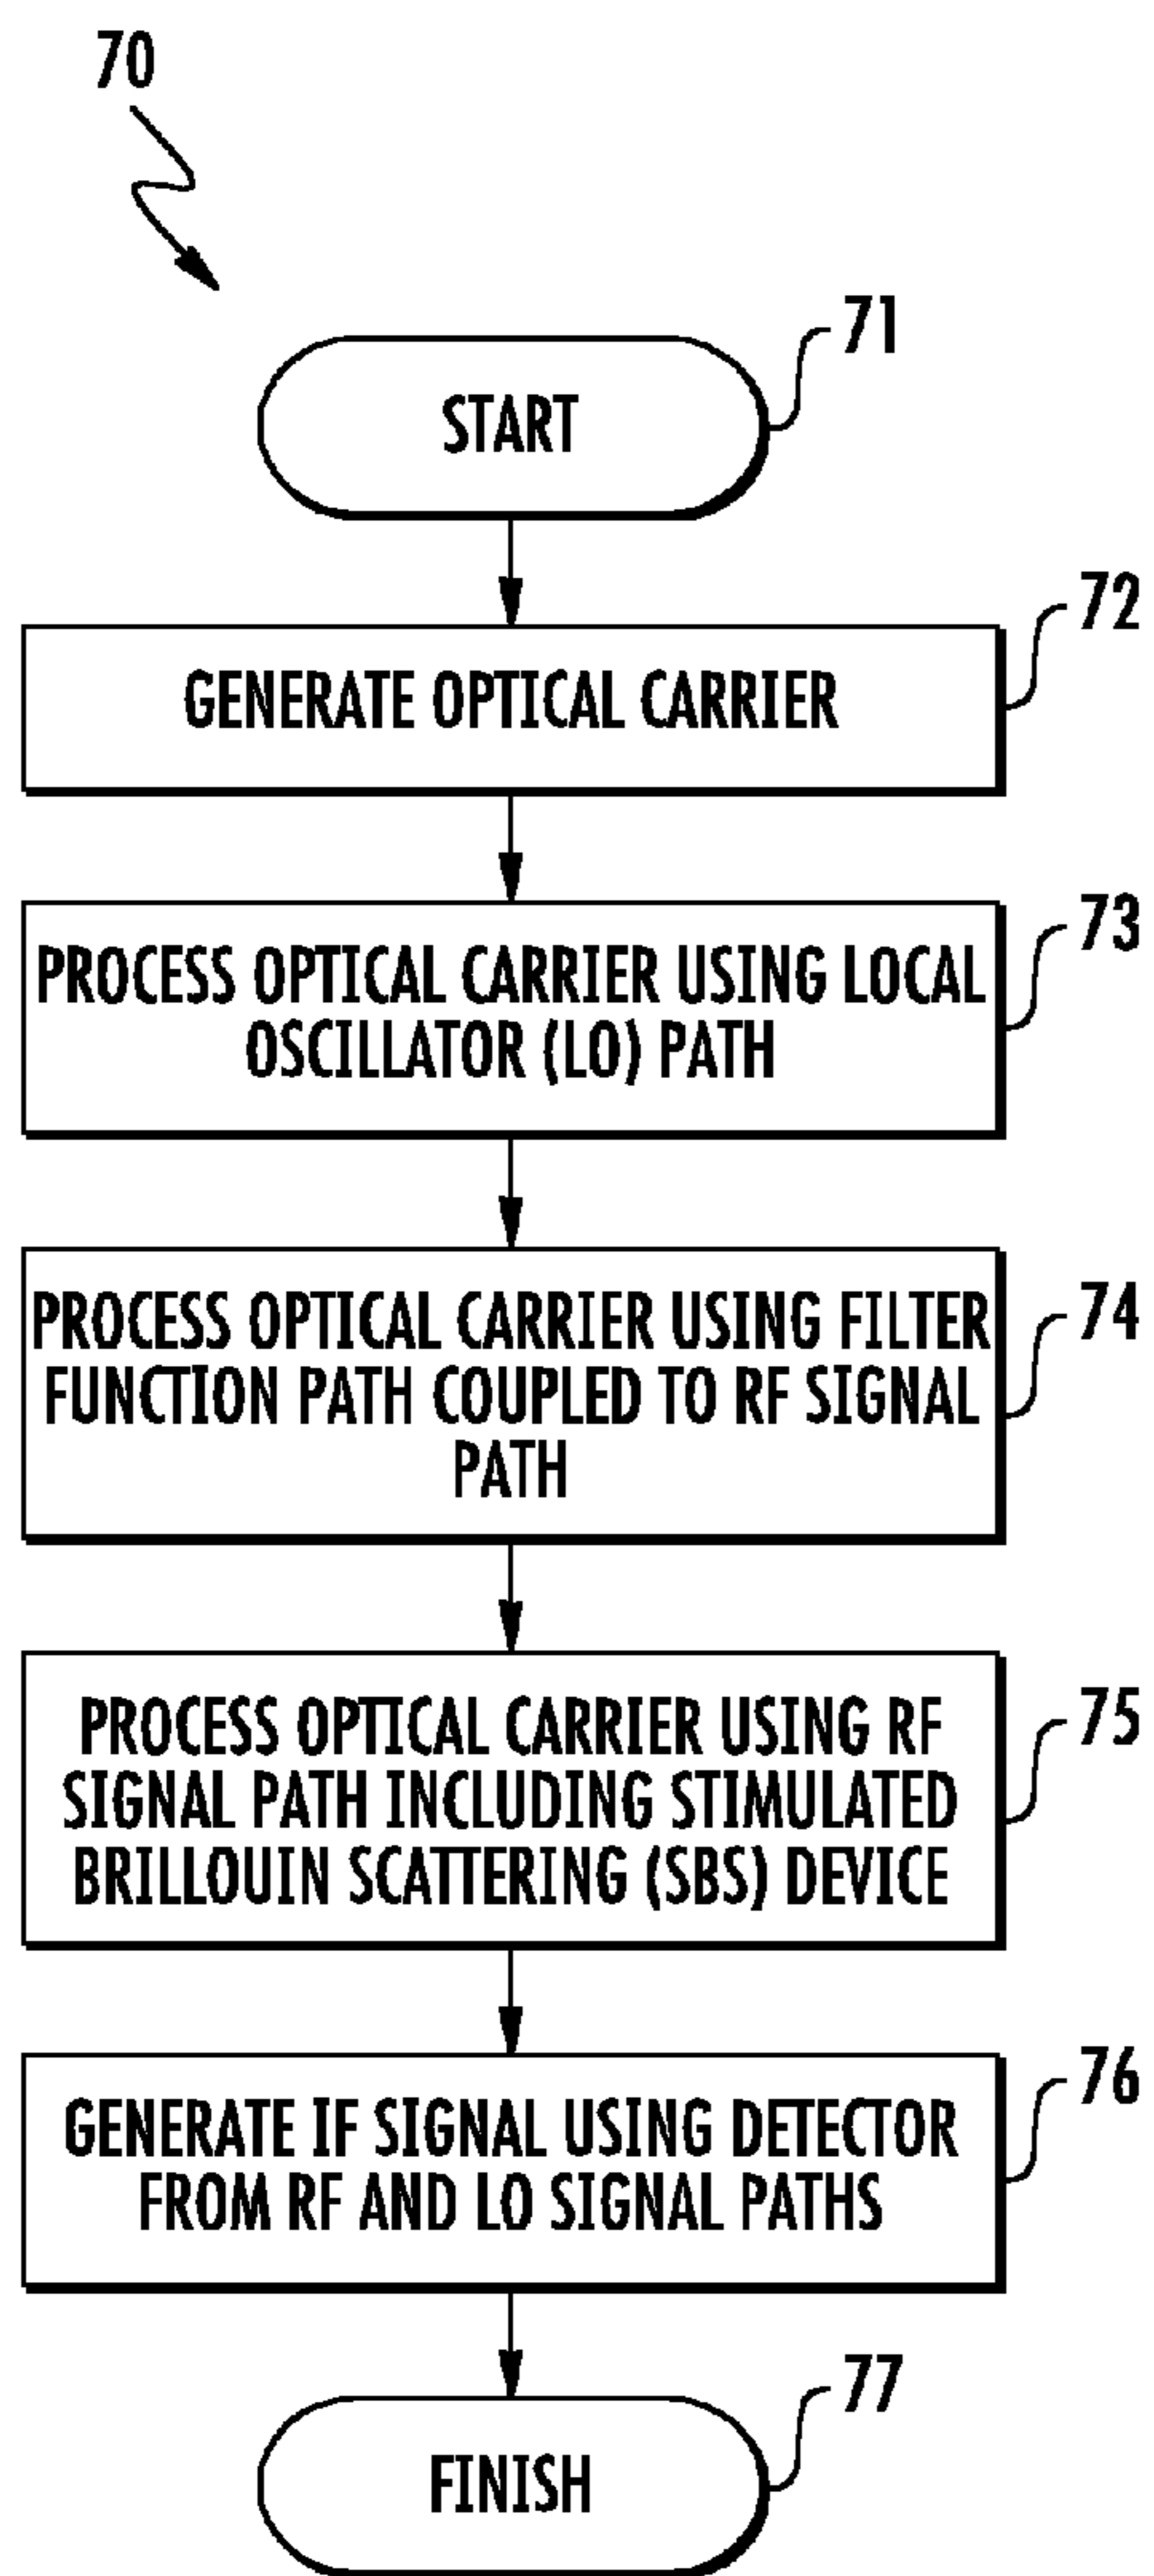 70
71
START
72
GENERATE OPTICAL CARRIER
73
PROCESS OPTICAL CARRIER USING LOCAL
OSCILLATOR (LO) PATH
74
PROCESS OPTICAL CARRIER USING FILTER
FUNCTION PATH COUPLED TO RF SIGNAL
PATH
75
PROCESS OPTICAL CARRIER USING RF
SIGNAL PATH INCLUDING STIMULATED
BRILLOUIN SCATTERING (SBS) DEVICE
76
GENERATE IF SIGNAL USING DETECTOR
FROM RF AND LO SIGNAL PATHS
77
FINISH